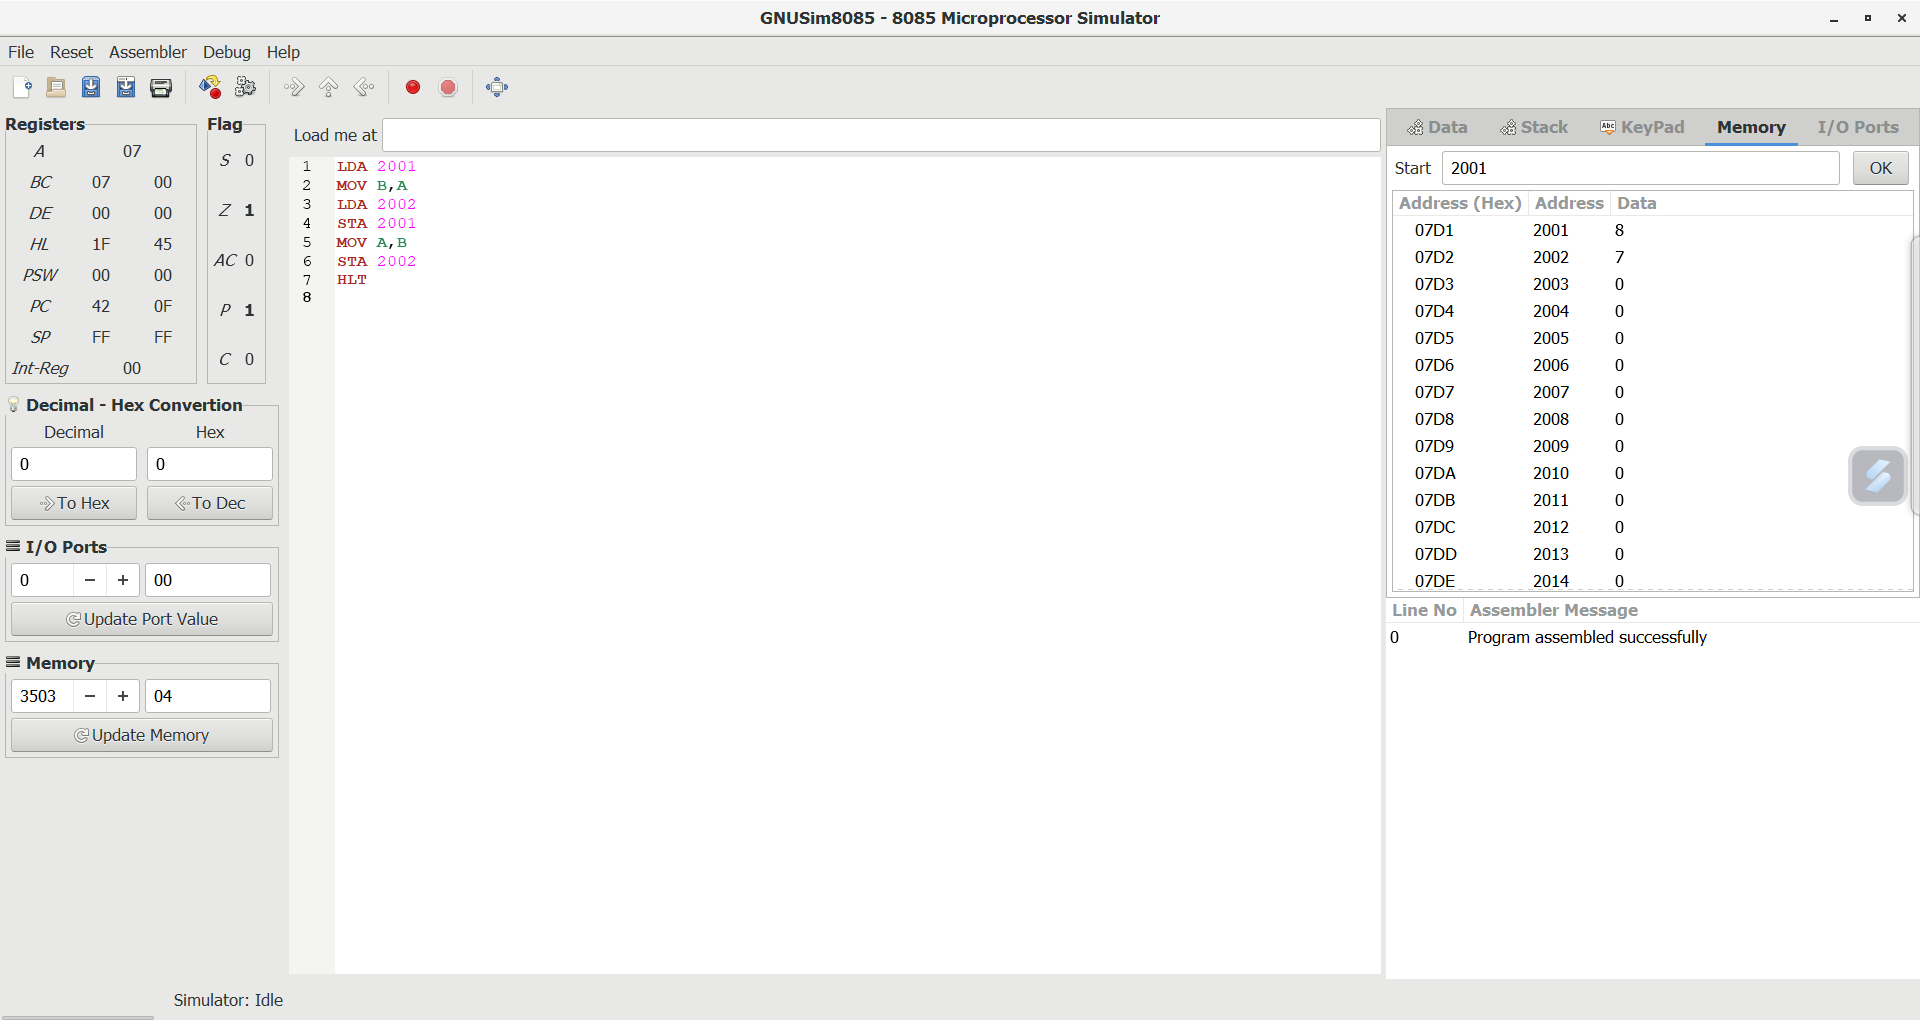 GNUSim8085 - 8085 Microprocessor Simulator
File Reset Assembler Debug Help
Registers
A 07
BC 07 00
DE 00 00
HL 1F 45
PSW 00 00
PC 42 0F
SP FF FF
Int-Reg 00
Flag
S 0
Z 1
AC 0
P 1
C 0
Decimal - Hex Convertion
Decimal Hex
0 0
To Hex To Dec
I/O Ports
0 − + 00
Update Port Value
Memory
3503 − + 04
Update Memory
Load me at
1 LDA 2001
2 MOV B,A
3 LDA 2002
4 STA 2001
5 MOV A,B
6 STA 2002
7 HLT
8
Data Stack Abc KeyPad Memory I/O Ports
Start 2001 OK
Address (Hex) Address Data
07D1 2001 8
07D2 2002 7
07D3 2003 0
07D4 2004 0
07D5 2005 0
07D6 2006 0
07D7 2007 0
07D8 2008 0
07D9 2009 0
07DA 2010 0
07DB 2011 0
07DC 2012 0
07DD 2013 0
07DE 2014 0
Line No Assembler Message
0 Program assembled successfully
Simulator: Idle